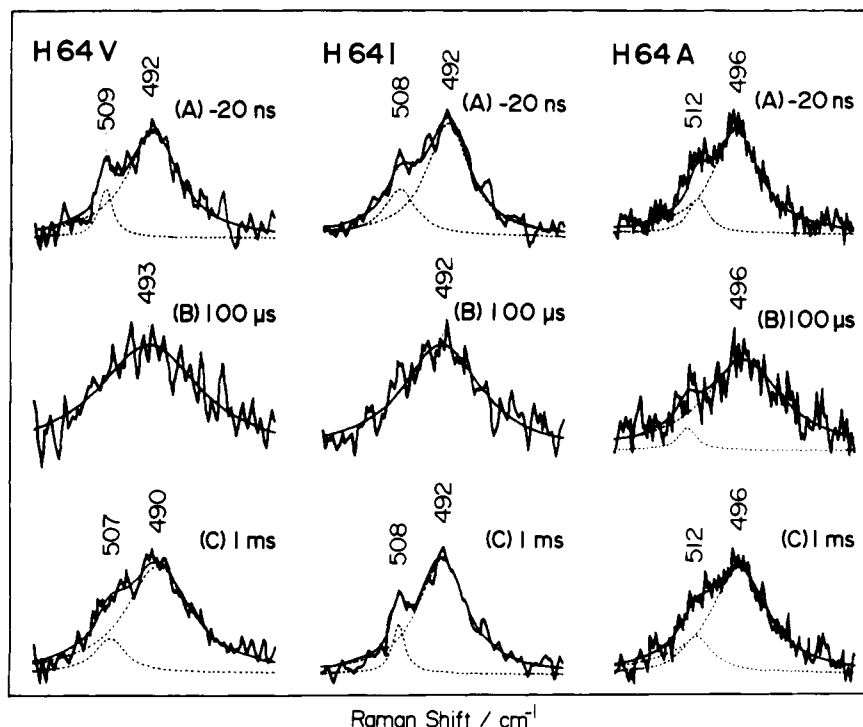 H64V
509
492
(A) -20 ns
493
(B) 100 µs
507
490
(C) 1 ms
H64I
508
492
(A) -20 ns
492
(B) 100 µs
508
492
(C) 1 ms
H64A
512
496
(A) -20 ns
496
(B) 100 µs
512
496
(C) 1 ms
Raman Shift / cm⁻¹